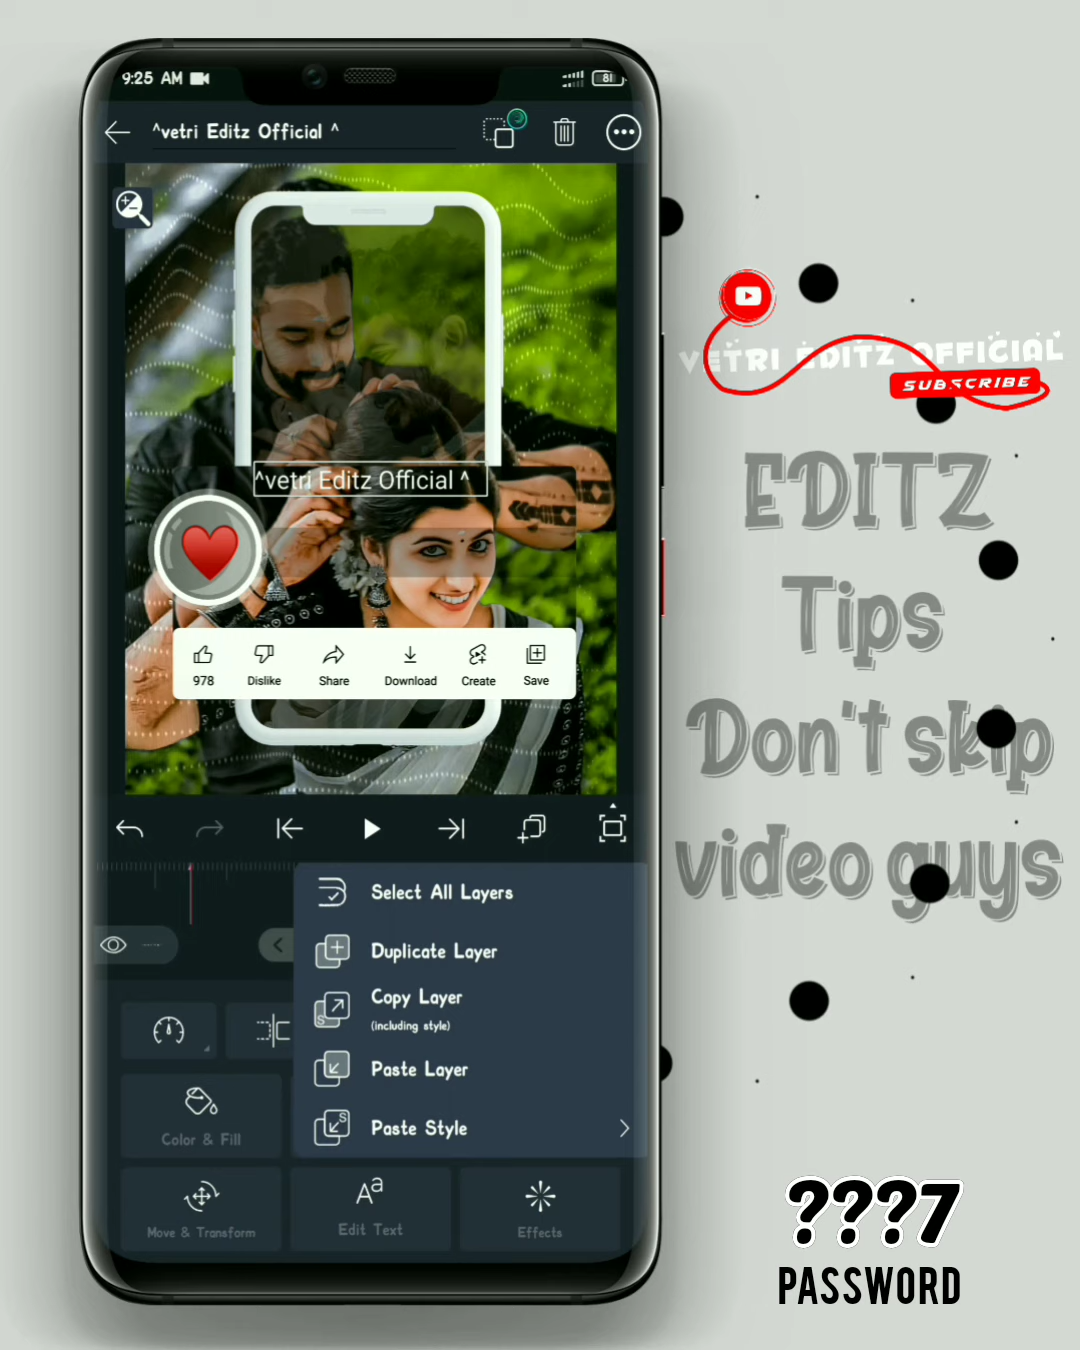 9:25 AM
81
^vetri Editz Official ^
^vetri Editz Official ^
978
Dislike
Share
Download
Create
Save
Select All Layers
Duplicate Layer
Copy Layer
(including style)
Paste Layer
Paste Style
Color & Fill
Move & Transform
Edit Text
Effects
VETRI EDITZ OFFICIAL
SUBSCRIBE
EDITZ
Tips
Don't skip
video guys
???7
PASSWORD